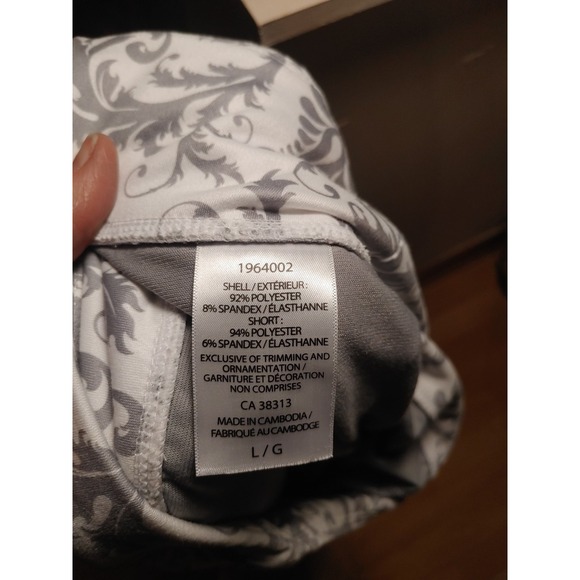 1964002
SHELL / EXTÉRIEUR :
92% POLYESTER
8% SPANDEX / ÉLASTHANNE
SHORT :
94% POLYESTER
6% SPANDEX / ÉLASTHANNE
EXCLUSIVE OF TRIMMING AND
ORNAMENTATION /
GARNITURE ET DÉCORATION
NON COMPRISES
CA 38313
MADE IN CAMBODIA /
FABRIQUÉ AU CAMBODGE
L / G